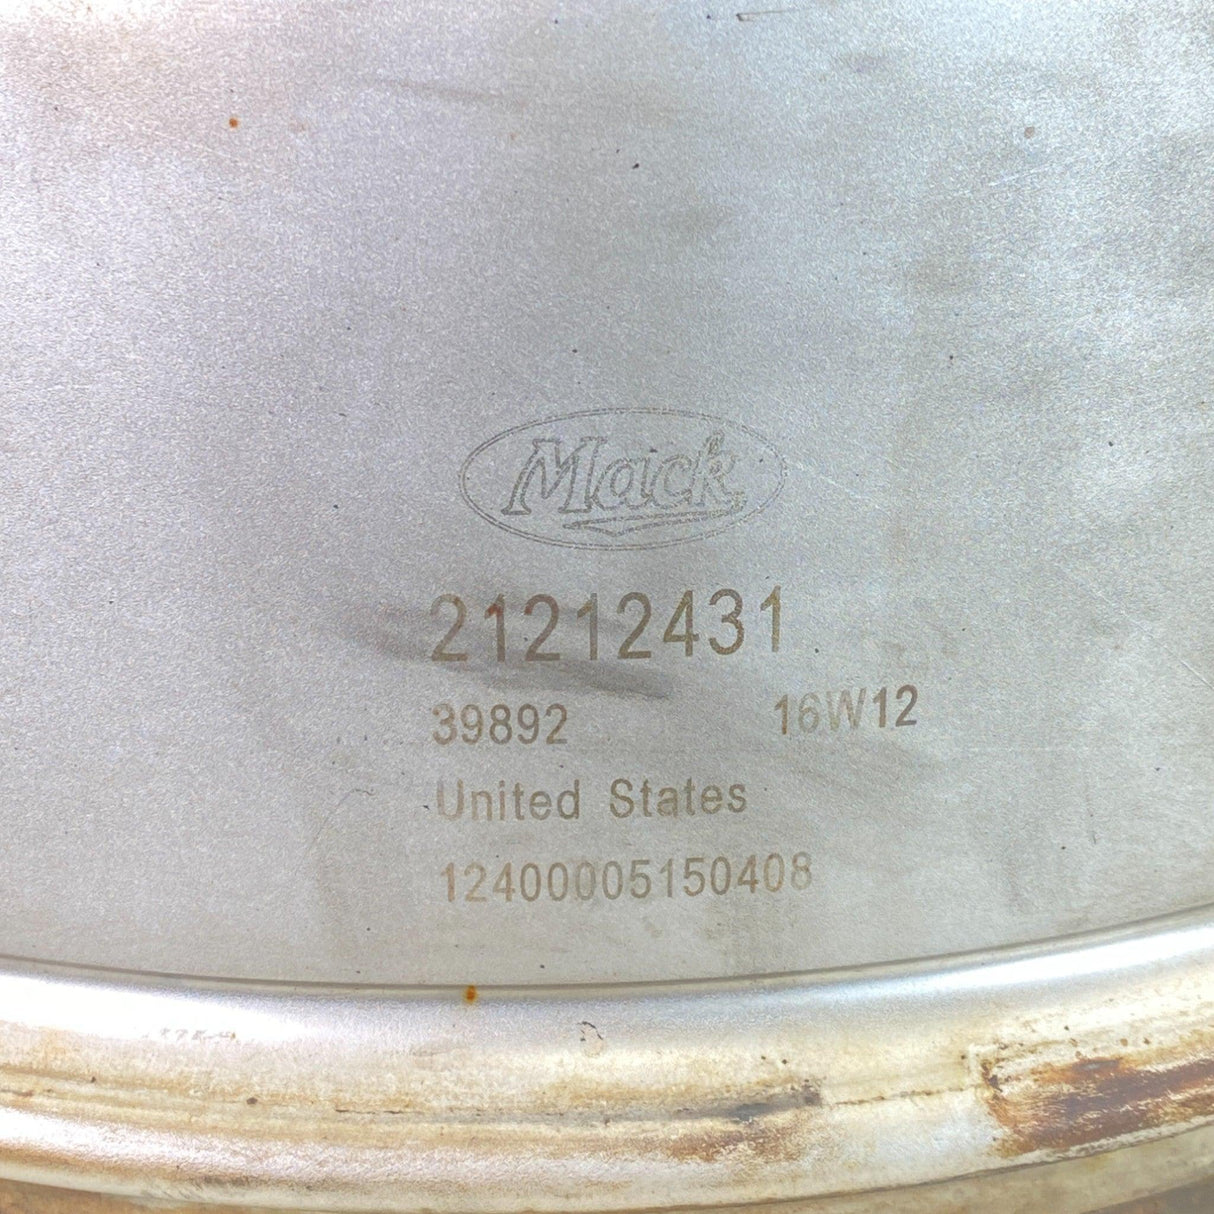 Mack
21212431
39892 16W12
United States
12400005150408